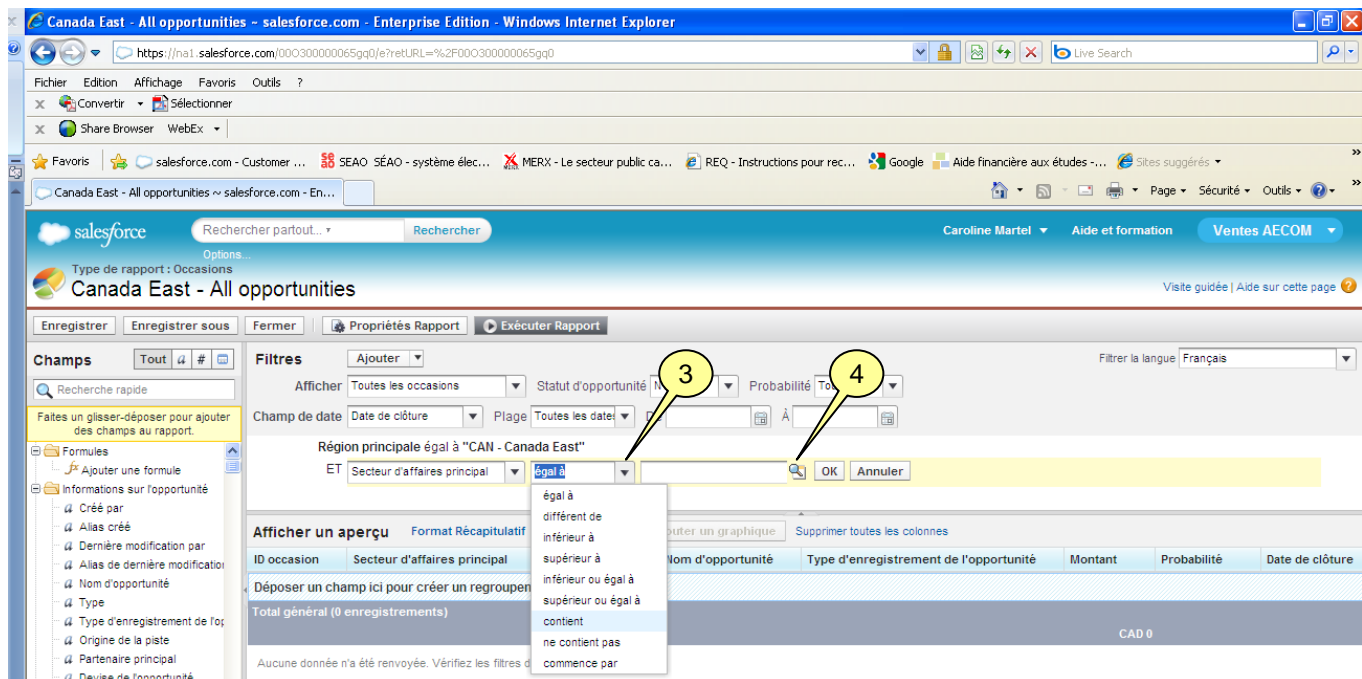 Canada East - All opportunities ~ salesforce.com - Enterprise Edition - Windows Internet Explorer
https://na1.salesforce.com/00O300000065gq0/e?retURL=%2F00O300000065gq0
Live Search
Fichier Edition Affichage Favoris Outils ?
x Convertir Sélectionner
x Share Browser WebEx
Favoris salesforce.com - Customer ... SEAO SÉAO - système élec... MERX - Le secteur public ca... REQ - Instructions pour rec... Google Aide financière aux études -... Sites suggérés »
Canada East - All opportunities ~ salesforce.com - En... Page Sécurité Outils »
salesforce Rechercher partout... Rechercher Caroline Martel Aide et formation Ventes AECOM
Options...
Type de rapport : Occasions
Canada East - All opportunities Visite guidée | Aide sur cette page
Enregistrer Enregistrer sous Fermer Propriétés Rapport Exécuter Rapport
Champs Tout a # Filtres Ajouter 3 4 Filtrer la langue Français
Recherche rapide Afficher Toutes les occasions Statut d'opportunité Probabilité
Faites un glisser-déposer pour ajouter des champs au rapport. Champ de date Date de clôture Plage Toutes les dates À
Formules Région principale égal à "CAN - Canada East"
fx Ajouter une formule ET Secteur d'affaires principal égal à OK Annuler
Informations sur l'opportunité
a Créé par égal à
a Alias créé différent de
Afficher un aperçu Format Récapitulatif outer un graphique Supprimer toutes les colonnes
a Dernière modification par inférieur à
a Alias de dernière modification ID occasion Secteur d'affaires principal supérieur à Nom d'opportunité Type d'enregistrement de l'opportunité Montant Probabilité Date de clôture
a Nom d'opportunité Déposer un champ ici pour créer un regroupen inférieur ou égal à
a Type supérieur ou égal à
a Type d'enregistrement de l'op Total général (0 enregistrements) contient
a Origine de la piste ne contient pas CAD 0
a Partenaire principal Aucune donnée n'a été renvoyée. Vérifiez les filtres d commence par
a Devise de l'opportunité